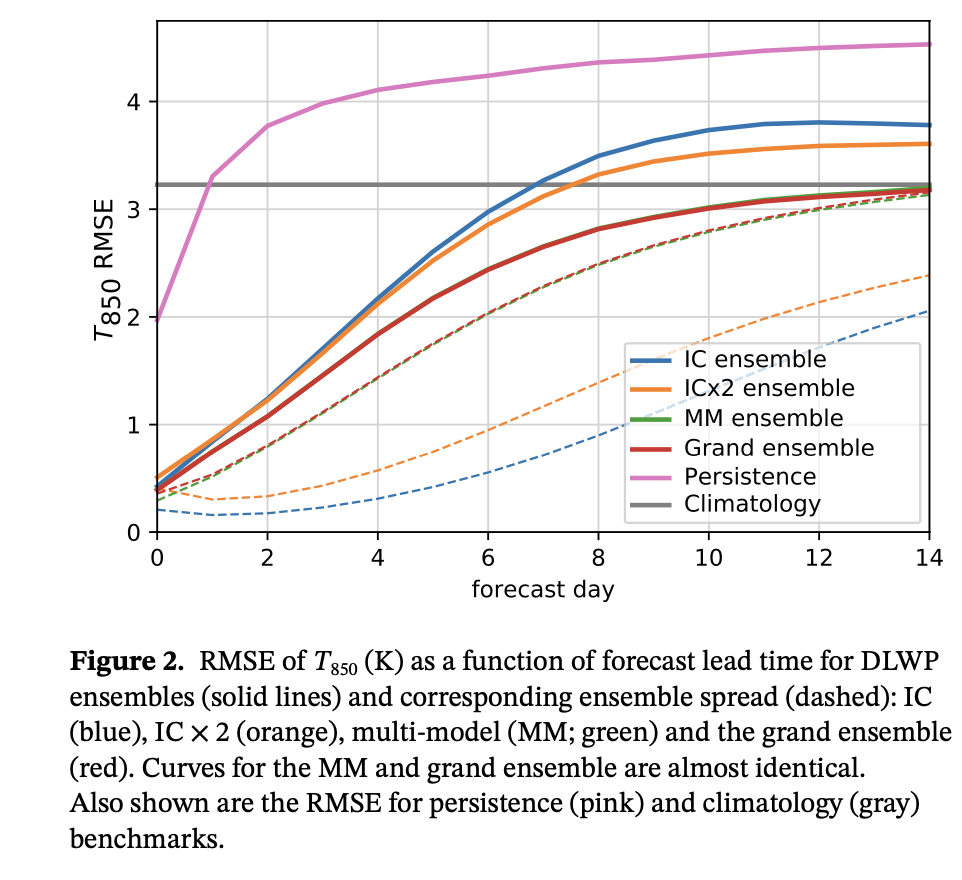 4
3
2
1
0
T850 RMSE
IC ensemble
ICx2 ensemble
MM ensemble
Grand ensemble
Persistence
Climatology
0 2 4 6 8 10 12 14
forecast day
Figure 2. RMSE of T850 (K) as a function of forecast lead time for DLWP
ensembles (solid lines) and corresponding ensemble spread (dashed): IC
(blue), IC × 2 (orange), multi-model (MM; green) and the grand ensemble
(red). Curves for the MM and grand ensemble are almost identical.
Also shown are the RMSE for persistence (pink) and climatology (gray)
benchmarks.